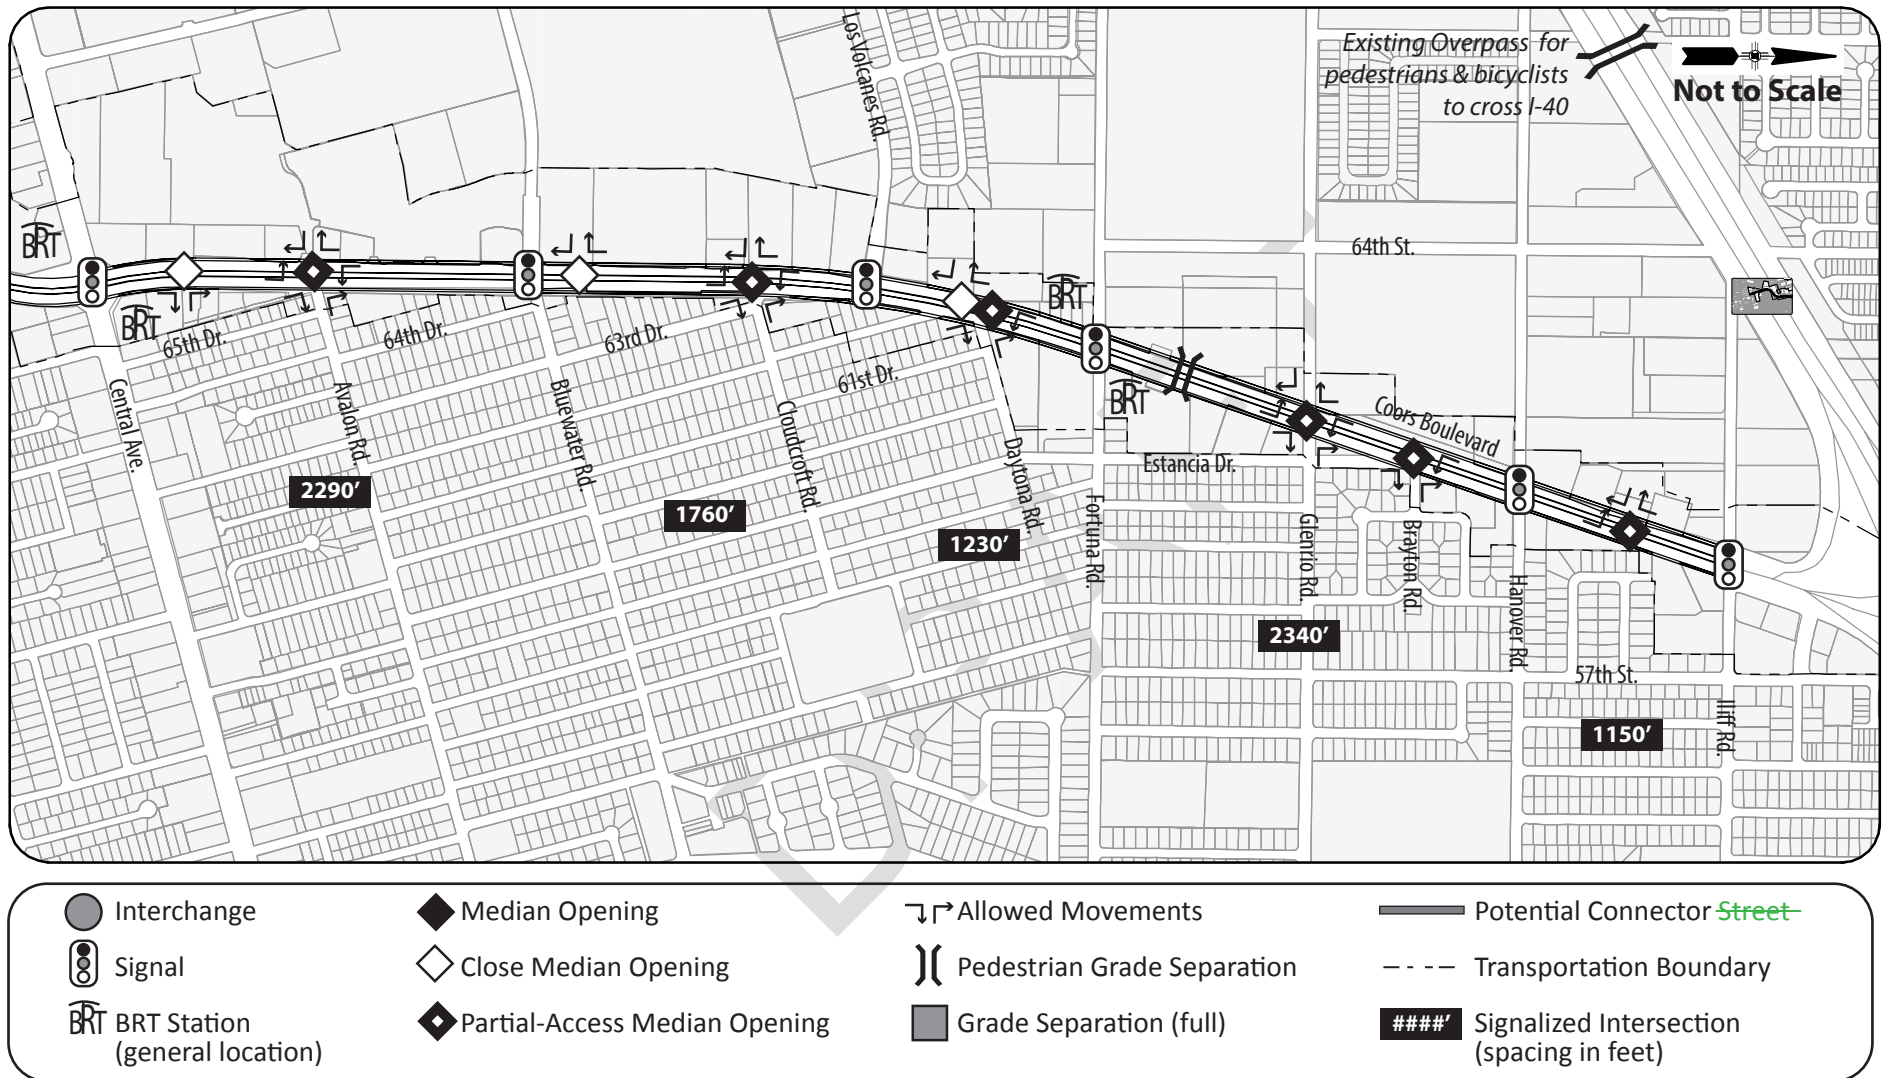 Existing Overpass for
pedestrians & bicyclists
to cross I-40
Not to Scale
Los Volcanes Rd.
64th St.
BRT
BRT
BRT
BRT
65th Dr.
64th Dr.
63rd Dr.
61st Dr.
Coors Boulevard
Central Ave.
Avalon Rd.
Bluewater Rd.
Cloudcroft Rd.
Daytona Rd.
Fortuna Rd.
Estancia Dr.
Glenrio Rd.
Brayton Rd.
Hanover Rd.
57th St.
Iliff Rd.
2290’
1760’
1230’
2340’
1150’
Interchange
Signal
BRT BRT Station
(general location)
Median Opening
Close Median Opening
Partial-Access Median Opening
Allowed Movements
Pedestrian Grade Separation
Grade Separation (full)
Potential Connector Street
Transportation Boundary
####’ Signalized Intersection
(spacing in feet)